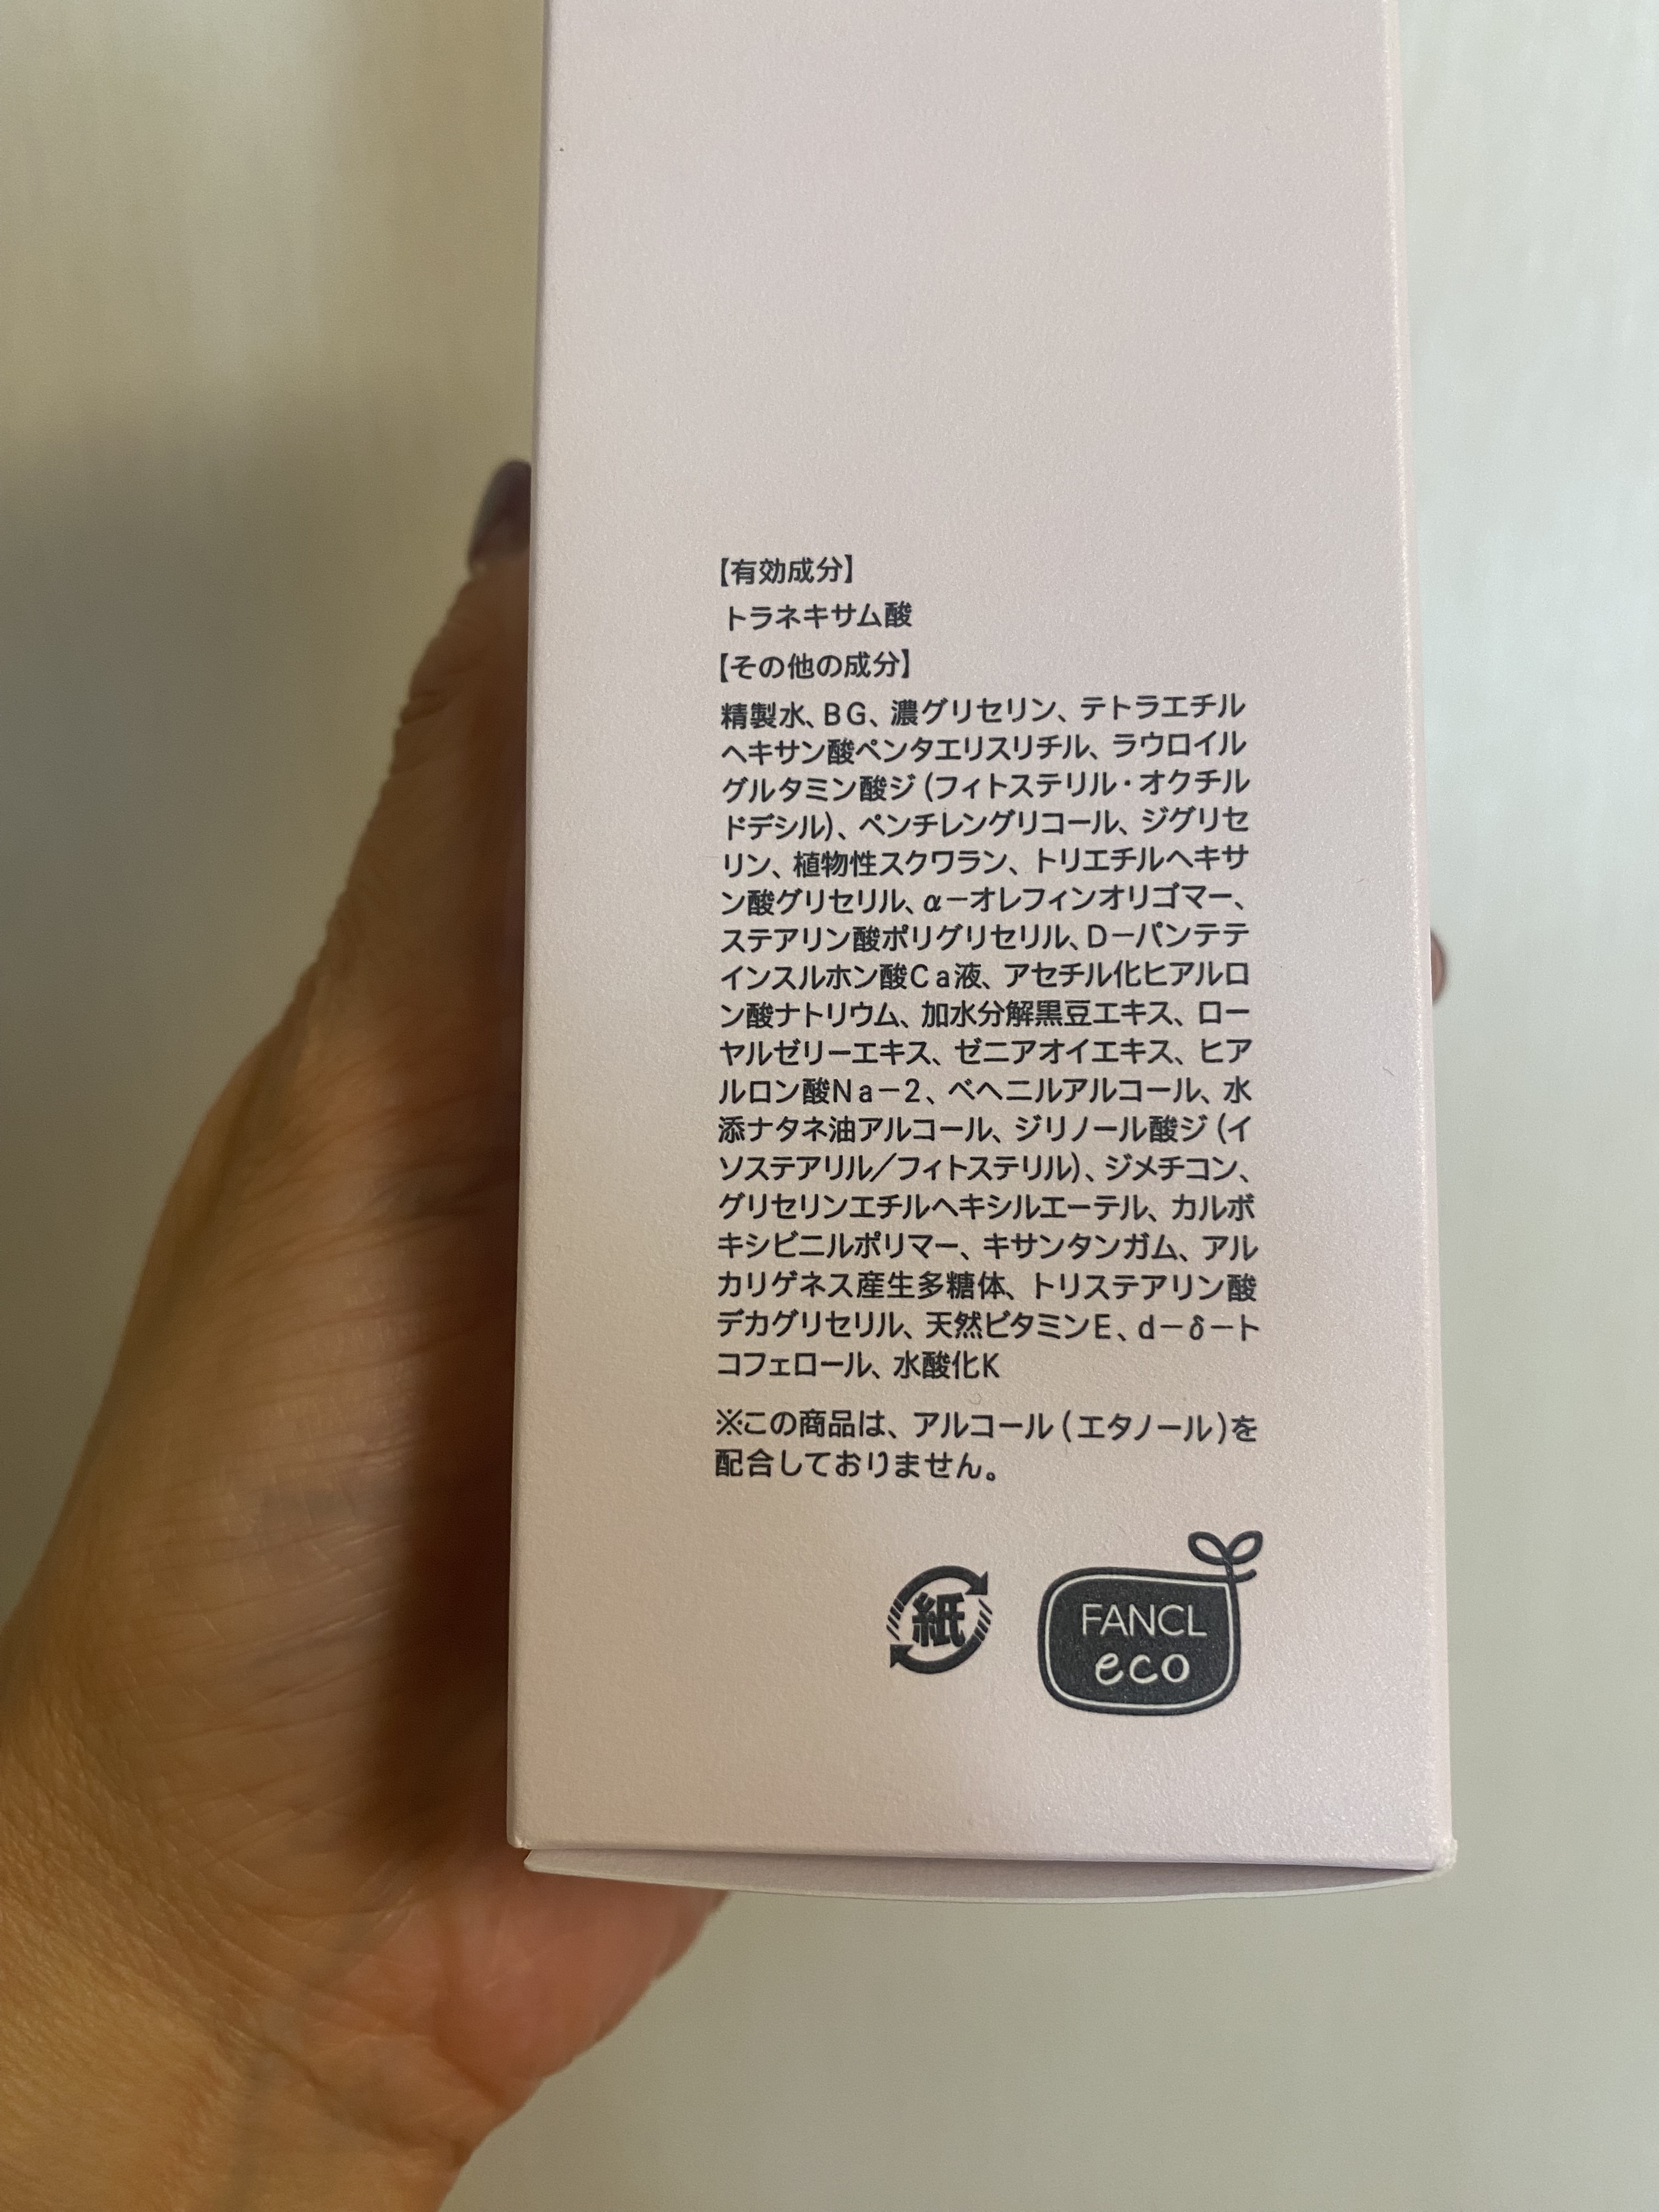 【有効成分】
トラネキサム酸
【その他の成分】
精製水、BG、濃グリセリン、テトラエチル
ヘキサン酸ペンタエリスリチル、ラウロイル
グルタミン酸ジ(フィトステリル・オクチル
ドデシル)、ペンチレングリコール、ジグリセ
リン、植物性スクワラン、トリエチルヘキサ
ン酸グリセリル、α－オレフィンオリゴマー、
ステアリン酸ポリグリセリル、D－パンテテ
インスルホン酸Ca液、アセチル化ヒアルロ
ン酸ナトリウム、加水分解黒豆エキス、ロー
ヤルゼリーエキス、ゼニアオイエキス、ヒア
ルロン酸Na－2、ベヘニルアルコール、水
添ナタネ油アルコール、ジリノール酸ジ(イ
ソステアリル／フィトステリル)、ジメチコン、
グリセリンエチルヘキシルエーテル、カルボ
キシビニルポリマー、キサンタンガム、アル
カリゲネス産生多糖体、トリステアリン酸
デカグリセリル、天然ビタミンE、d－δ－ト
コフェロール、水酸化K
※この商品は、アルコール(エタノール)を
配合しておりません。
紙
FANCL
eco